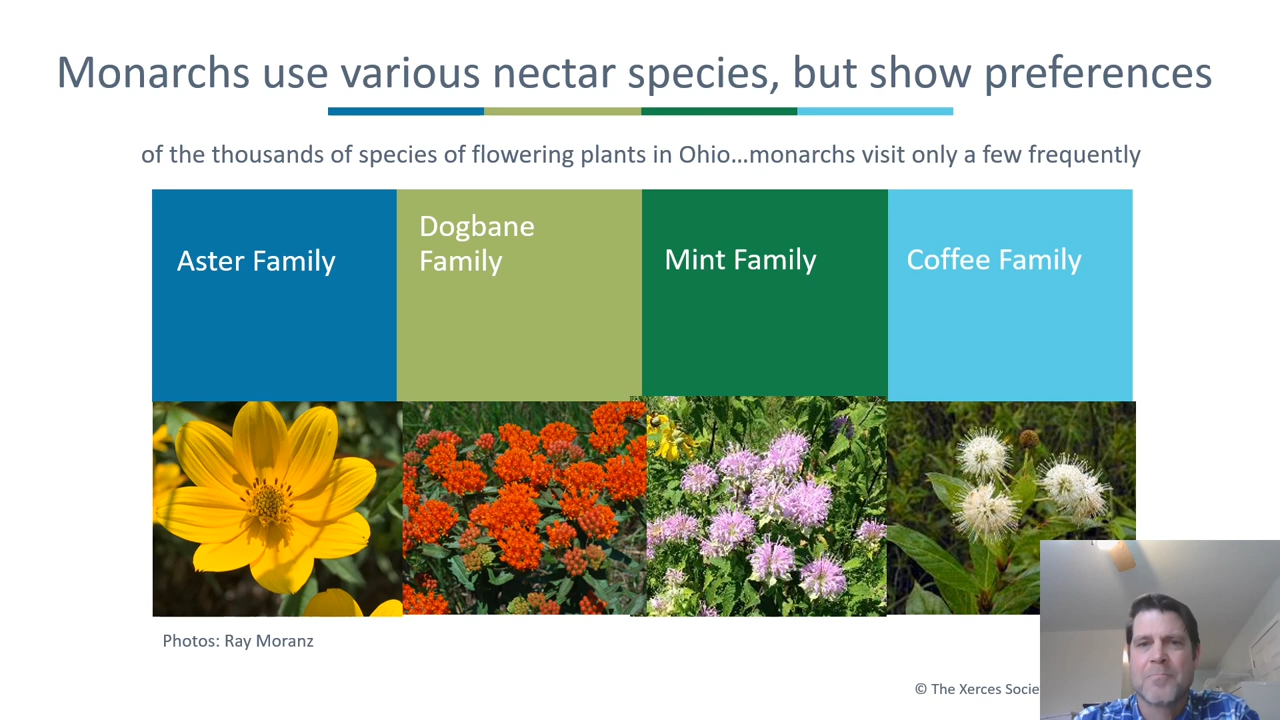 Monarchs use various nectar species, but show preferences
of the thousands of species of flowering plants in Ohio…monarchs visit only a few frequently
Aster Family
Dogbane
Family
Mint Family
Coffee Family
Photos: Ray Moranz
© The Xerces